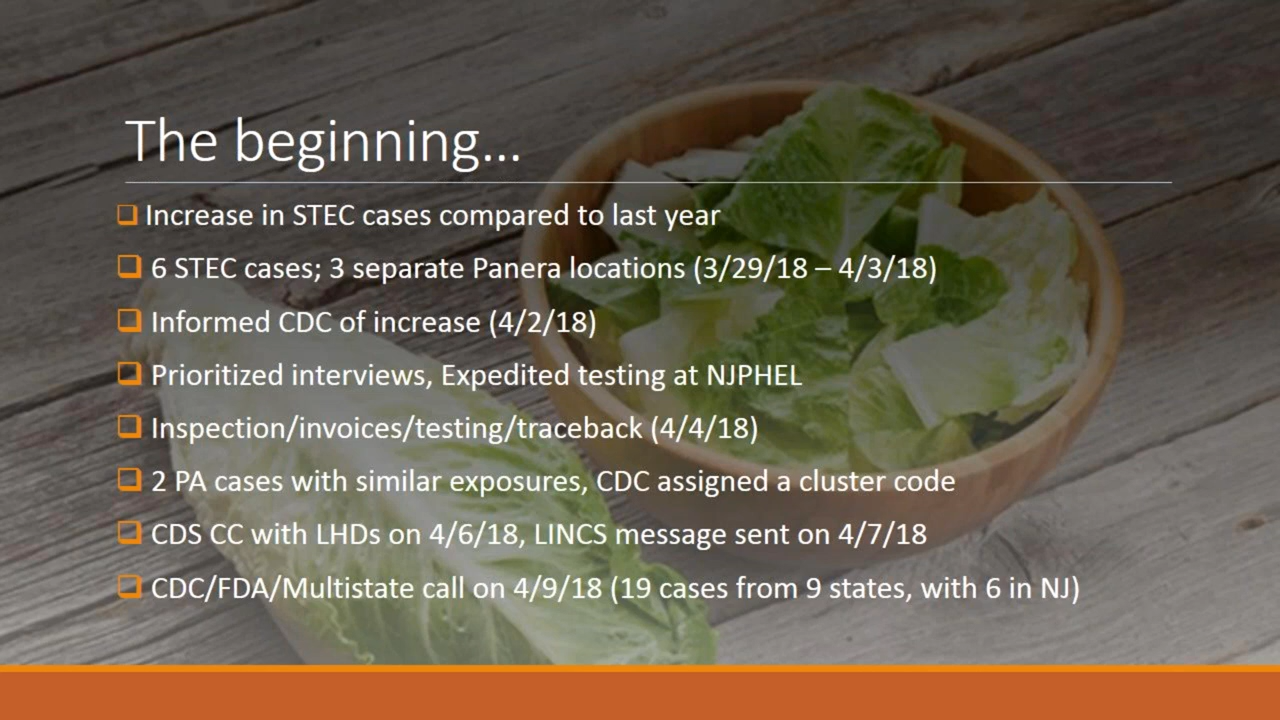 The beginning...
Increase in STEC cases compared to last year
6 STEC cases; 3 separate Panera locations (3/29/18 – 4/3/18)
Informed CDC of increase (4/2/18)
Prioritized interviews, Expedited testing at NJPHEL
Inspection/invoices/testing/traceback (4/4/18)
2 PA cases with similar exposures, CDC assigned a cluster code
CDS CC with LHDs on 4/6/18, LINCS message sent on 4/7/18
CDC/FDA/Multistate call on 4/9/18 (19 cases from 9 states, with 6 in NJ)